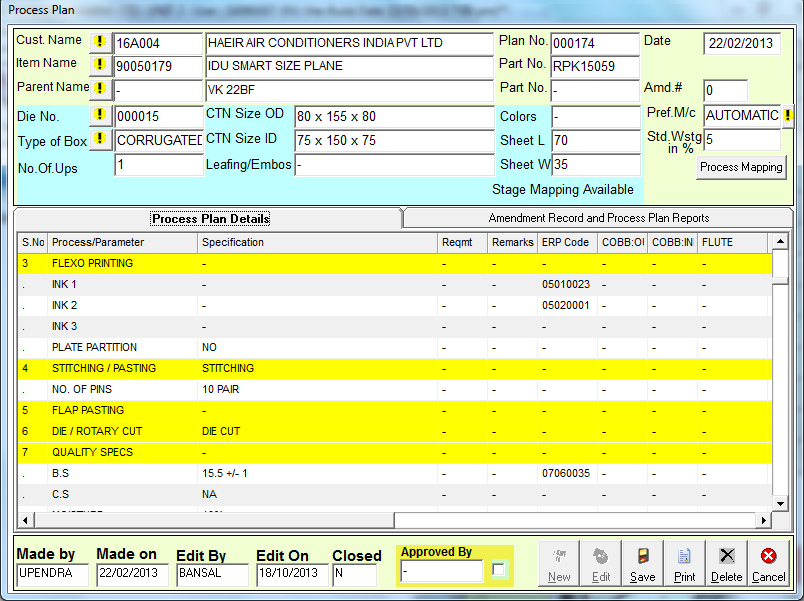 Process Plan
Cust. Name ! 16A004 HAEIR AIR CONDITIONERS INDIA PVT LTD Plan No. 000174 Date 22/02/2013
Item Name ! 90050179 IDU SMART SIZE PLANE Part No. RPK15059
Parent Name ! - VK 22BF Part No. - Amd.# 0
Die No. ! 000015 CTN Size OD 80 x 155 x 80 Colors - Pref.M/c AUTOMATIC !
Type of Box ! CORRUGATED CTN Size ID 75 x 150 x 75 Sheet L 70 Std.Wstg in % 5
No.Of.Ups 1 Leafing/Embos - Sheet W 35 Process Mapping
Stage Mapping Available
Process Plan Details Amendment Record and Process Plan Reports
S.No Process/Parameter Specification Reqmt Remarks ERP Code COBB:OI COBB:IN FLUTE
3 FLEXO PRINTING - - - - - - -
. INK 1 - - - 05010023 - - -
. INK 2 - - - 05020001 - - -
. INK 3 - - - - - - -
. PLATE PARTITION NO - - - - - -
4 STITCHING / PASTING STITCHING - - - - - -
. NO. OF PINS 10 PAIR - - - - - -
5 FLAP PASTING - - - - - - -
6 DIE / ROTARY CUT DIE CUT - - - - - -
7 QUALITY SPECS - - - - - - -
. B.S 15.5 +/- 1 - - 07060035 - - -
. C.S NA - - - - - -
Made by Made on Edit By Edit On Closed Approved By
UPENDRA 22/02/2013 BANSAL 18/10/2013 N -
New Edit Save Print Delete Cancel